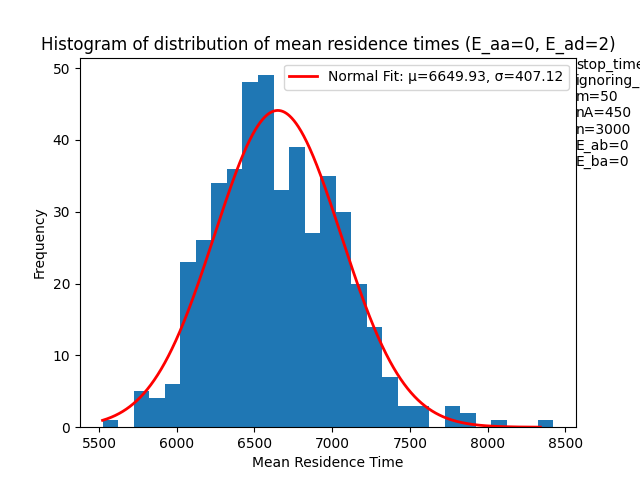 Histogram of distribution of mean residence times (E_aa=0, E_ad=2)
Normal Fit: μ=6649.93, σ=407.12
stop_time
ignoring_
m=50
nA=450
n=3000
E_ab=0
E_ba=0
Frequency
50
40
30
20
10
0
5500 6000 6500 7000 7500 8000 8500
Mean Residence Time